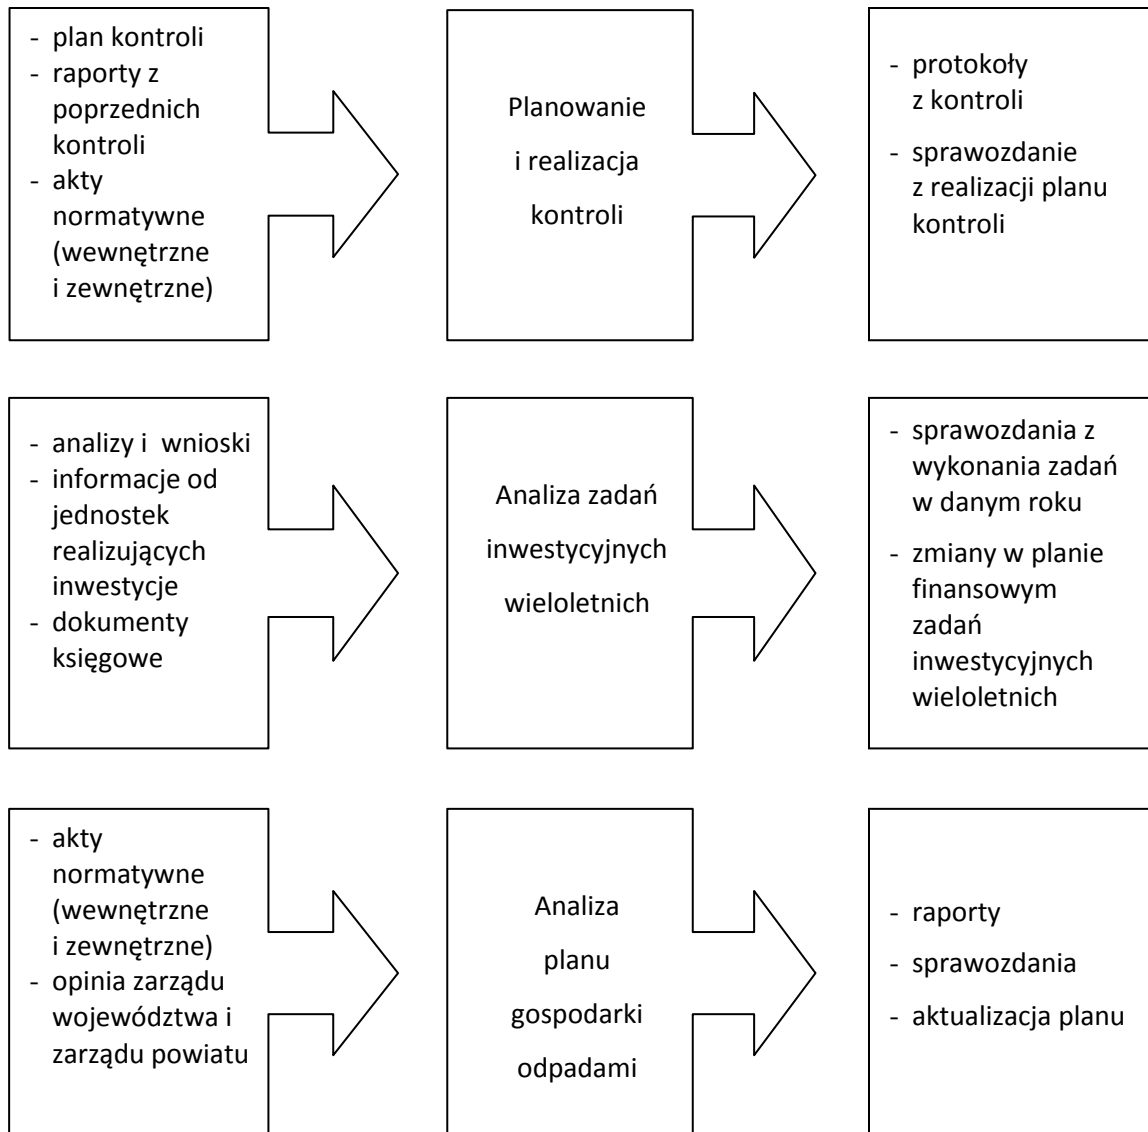 - plan kontroli
- raporty z
poprzednich
kontroli
- akty
normatywne
(wewnętrzne
i zewnętrzne)
Planowanie
i realizacja
kontroli
- protokoły
z kontroli
- sprawozdanie
z realizacji planu
kontroli
- analizy i wnioski
- informacje od
jednostek
realizujących
inwestycje
- dokumenty
księgowe
Analiza zadań
inwestycyjnych
wieloletnich
- sprawozdania z
wykonania zadań
w danym roku
- zmiany w planie
finansowym
zadań
inwestycyjnych
wieloletnich
- akty
normatywne
(wewnętrzne
i zewnętrzne)
- opinia zarządu
województwa i
zarządu powiatu
Analiza
planu
gospodarki
odpadami
- raporty
- sprawozdania
- aktualizacja planu